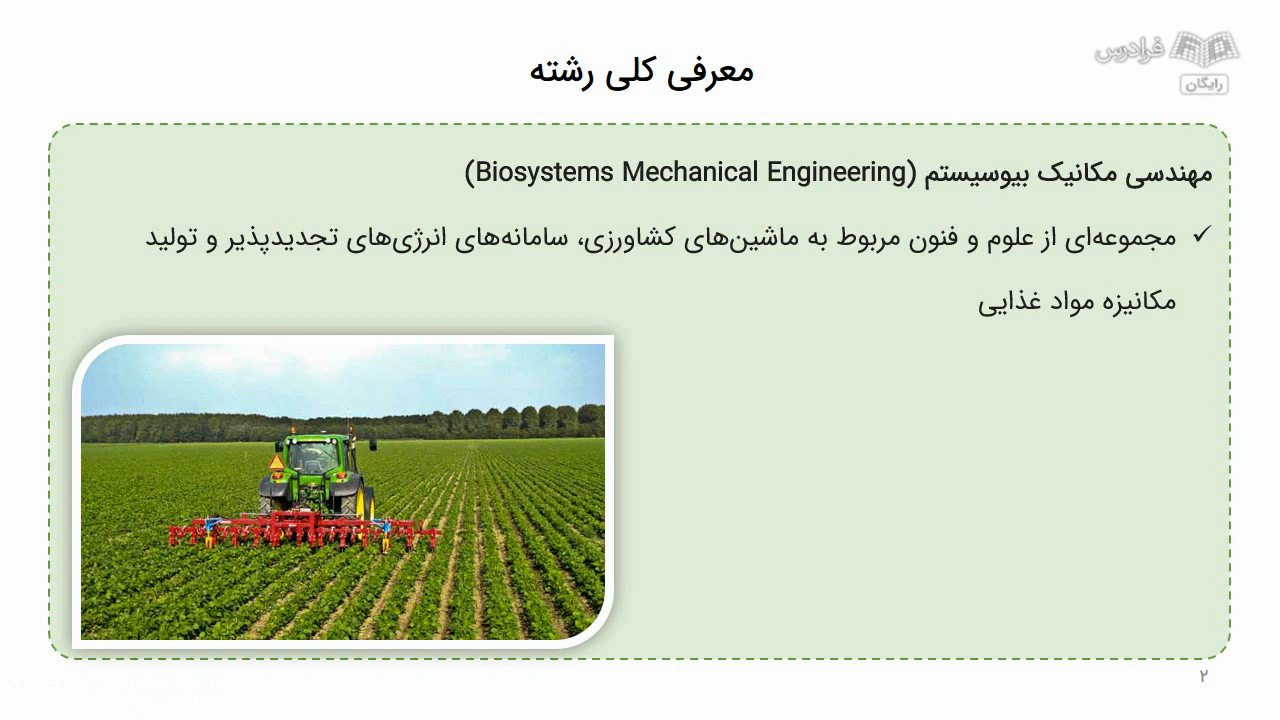 فرادرس
رایگان
معرفی کلی رشته
مهندسی مکانیک بیوسیستم (Biosystems Mechanical Engineering)
✓ مجموعه‌ای از علوم و فنون مربوط به ماشین‌های کشاورزی، سامانه‌های انرژی‌های تجدیدپذیر و تولید
مکانیزه مواد غذایی
۲